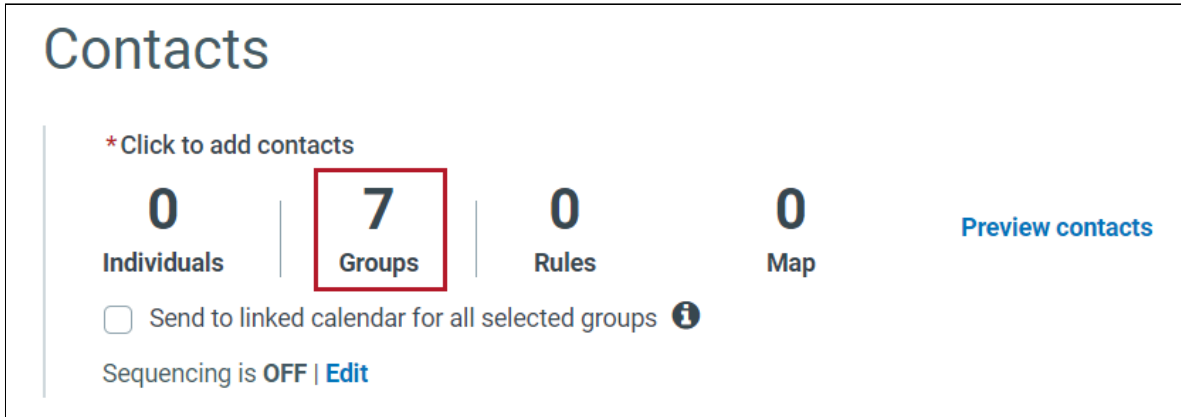 Contacts
*Click to add contacts
0 7 0 0
Individuals Groups Rules Map
Preview contacts
Send to linked calendar for all selected groups
Sequencing is OFF | Edit